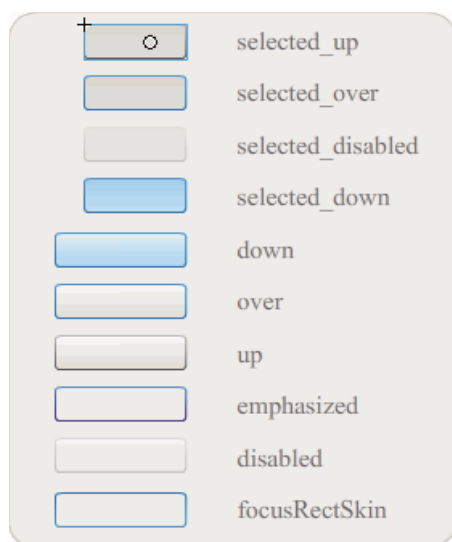 selected_up
selected_over
selected_disabled
selected_down
down
over
up
emphasized
disabled
focusRectSkin